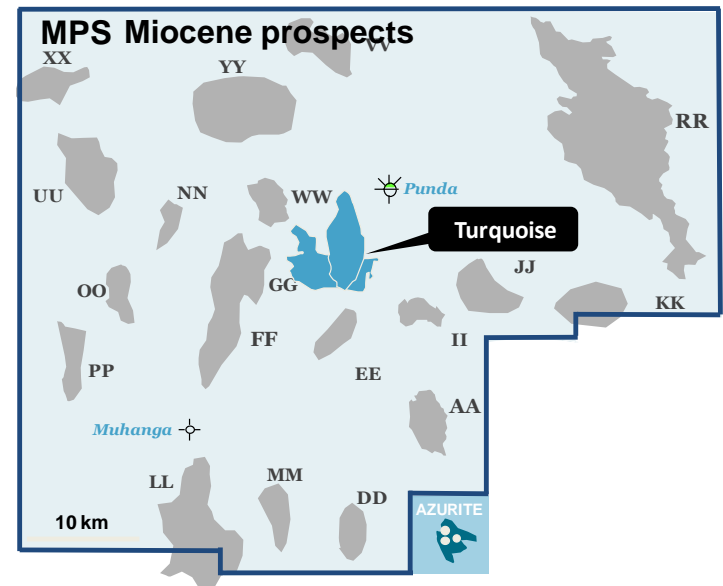 MPS Miocene prospects
XX
YY
VV
RR
UU
NN
WW
Punda
Turquoise
OO
GG
JJ
KK
PP
FF
II
EE
AA
Muhanga
LL
MM
DD
10 km
AZURITE